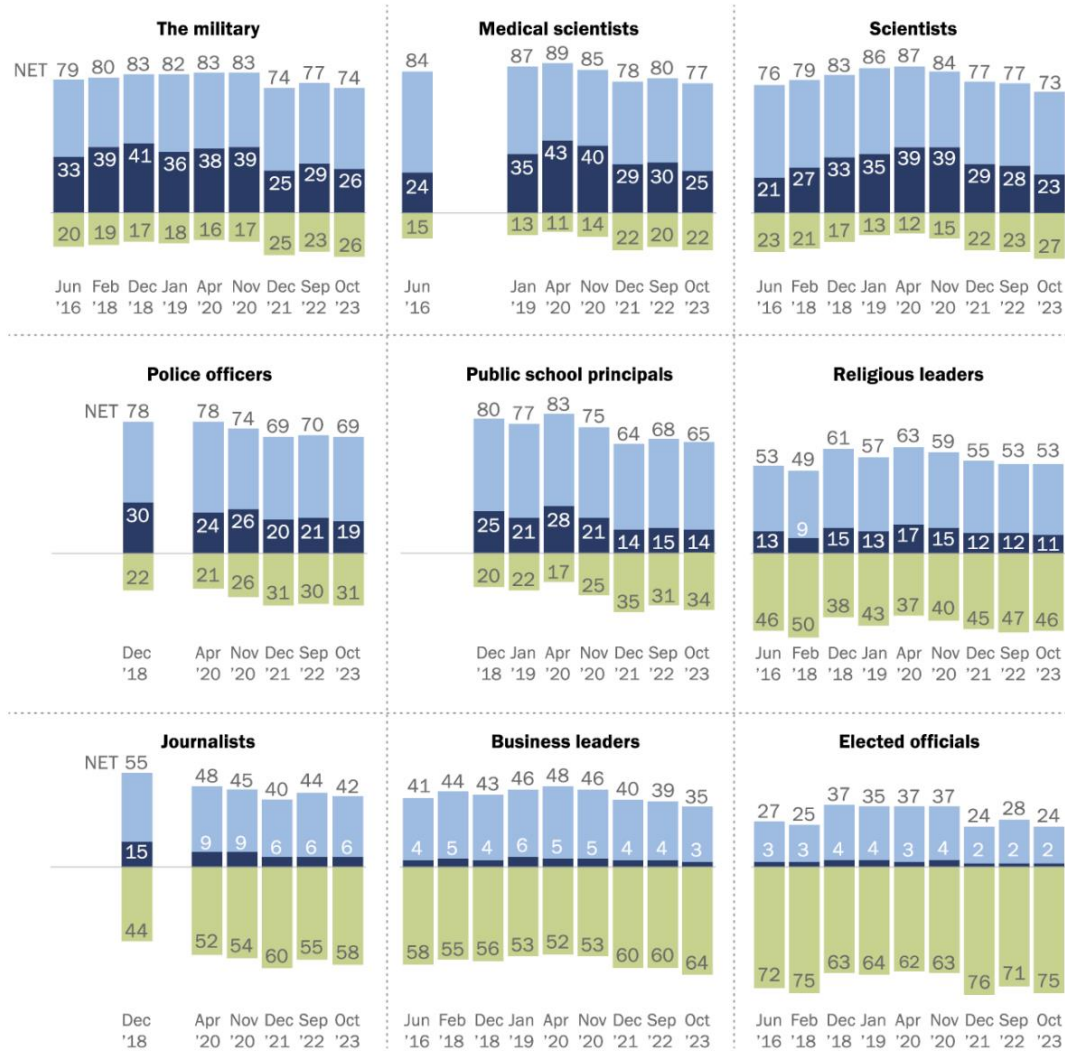 The military
NET 79 80 83 82 83 83 74 77 74
33 39 41 36 38 39 25 29 26
20 19 17 18 16 17 25 23 26
Jun Feb Dec Jan Apr Nov Dec Sep Oct
’16 ’18 ’18 ’19 ’20 ’20 ’21 ’22 ’23
Medical scientists
84 87 89 85 78 80 77
24 35 43 40 29 30 25
15 13 11 14 22 20 22
Jun Jan Apr Nov Dec Sep Oct
’16 ’19 ’20 ’20 ’21 ’22 ’23
Scientists
76 79 83 86 87 84 77 77 73
21 27 33 35 39 39 29 28 23
23 21 17 13 12 15 22 23 27
Jun Feb Dec Jan Apr Nov Dec Sep Oct
’16 ’18 ’18 ’19 ’20 ’20 ’21 ’22 ’23
Police officers
NET 78 78 74 69 70 69
30 24 26 20 21 19
22 21 26 31 30 31
Dec Apr Nov Dec Sep Oct
’18 ’20 ’20 ’21 ’22 ’23
Public school principals
80 77 83 75 64 68 65
25 21 28 21 14 15 14
20 22 17 25 35 31 34
Dec Jan Apr Nov Dec Sep Oct
’18 ’19 ’20 ’20 ’21 ’22 ’23
Religious leaders
53 49 61 57 63 59 55 53 53
13 9 15 13 17 15 12 12 11
46 50 38 43 37 40 45 47 46
Jun Feb Dec Jan Apr Nov Dec Sep Oct
’16 ’18 ’18 ’19 ’20 ’20 ’21 ’22 ’23
Journalists
NET 55 48 45 40 44 42
15 9 9 6 6 6
44 52 54 60 55 58
Dec Apr Nov Dec Sep Oct
’18 ’20 ’20 ’21 ’22 ’23
Business leaders
41 44 43 46 48 46 40 39 35
4 5 4 6 5 5 4 4 3
58 55 56 53 52 53 60 60 64
Jun Feb Dec Jan Apr Nov Dec Sep Oct
’16 ’18 ’18 ’19 ’20 ’20 ’21 ’22 ’23
Elected officials
27 25 37 35 37 37 24 28 24
3 3 4 4 3 4 2 2 2
72 75 63 64 62 63 76 71 75
Jun Feb Dec Jan Apr Nov Dec Sep Oct
’16 ’18 ’18 ’19 ’20 ’20 ’21 ’22 ’23